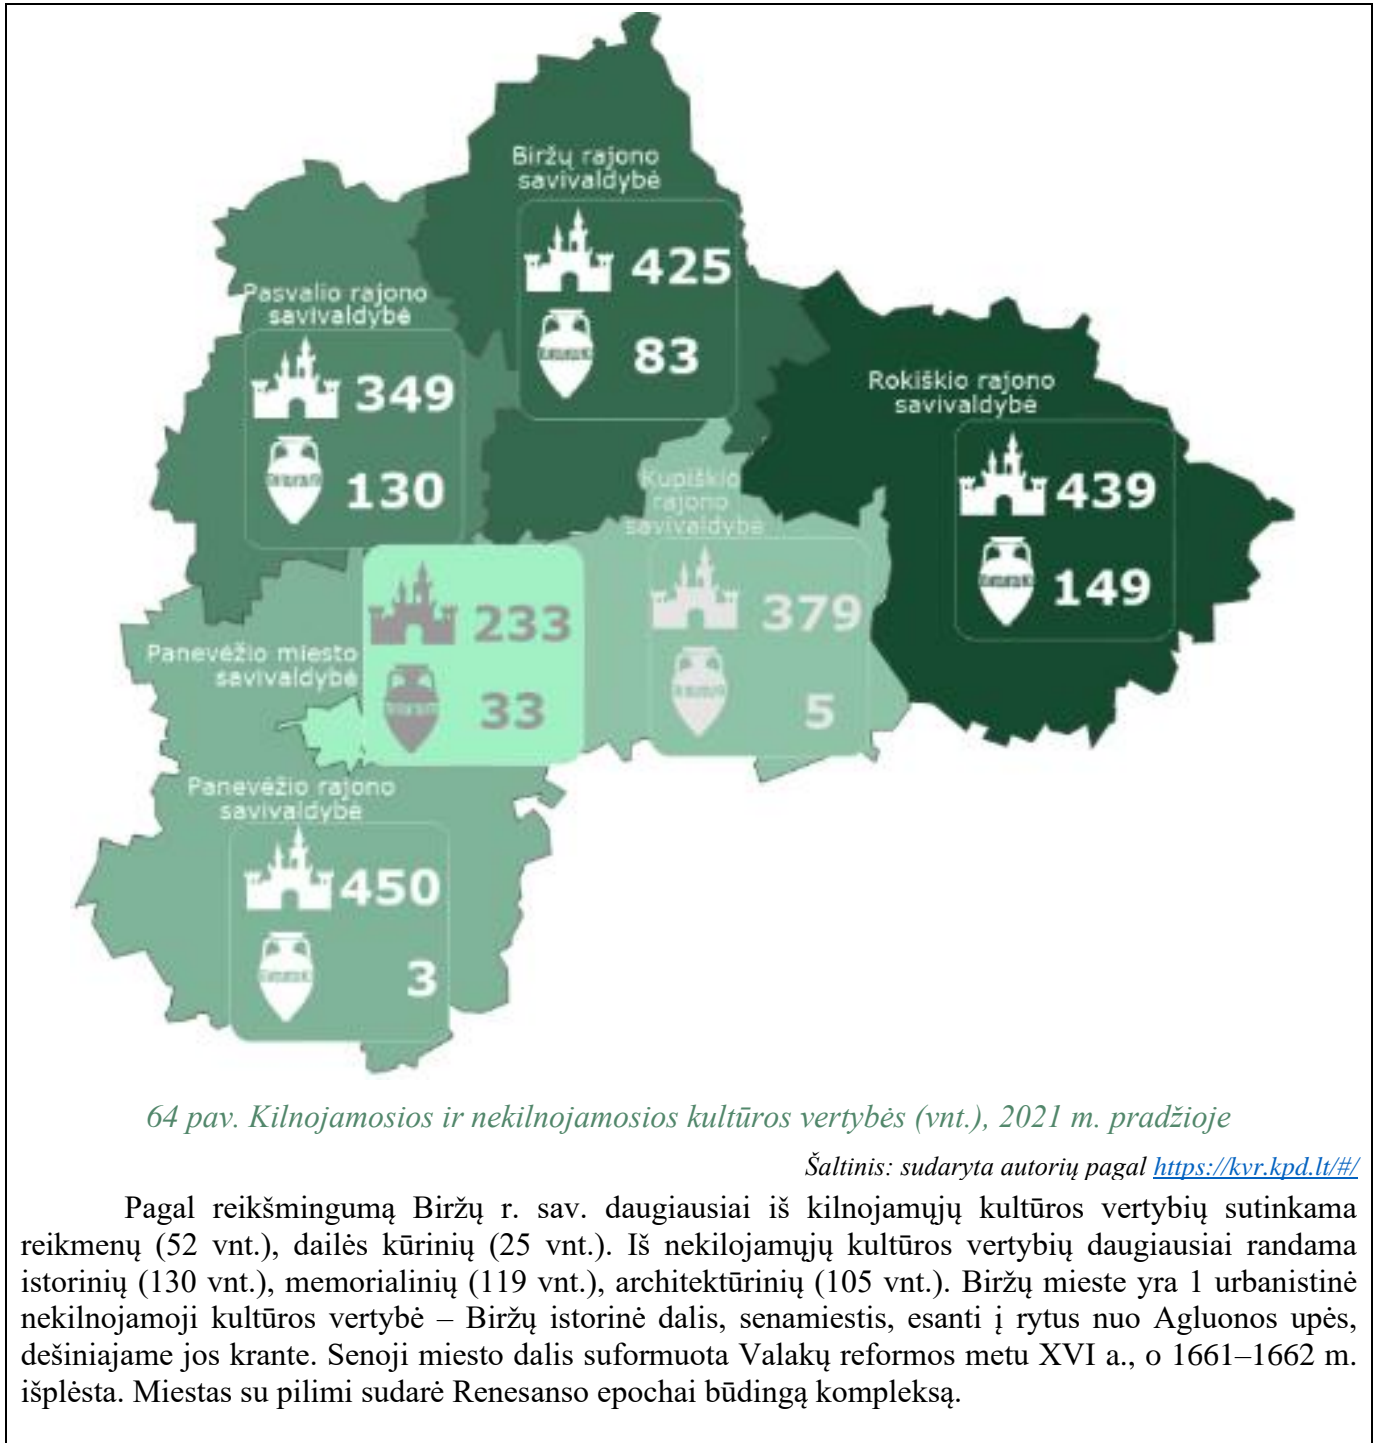 Biržų rajono
savivaldybė
425
83
Pasvalio rajono
savivaldybė
349
130
Rokiškio rajono
savivaldybė
439
149
Kupiškio
rajono
savivaldybė
379
5
Panevėžio miesto
savivaldybė
233
33
Panevėžio rajono
savivaldybė
450
3
64 pav. Kilnojamosios ir nekilnojamosios kultūros vertybės (vnt.), 2021 m. pradžioje
Šaltinis: sudaryta autorių pagal https://kvr.kpd.lt/#/
Pagal reikšmingumą Biržų r. sav. daugiausiai iš kilnojamųjų kultūros vertybių sutinkama
reikmenų (52 vnt.), dailės kūrinių (25 vnt.). Iš nekilojamųjų kultūros vertybių daugiausiai randama
istorinių (130 vnt.), memorialinių (119 vnt.), architektūrinių (105 vnt.). Biržų mieste yra 1 urbanistinė
nekilnojamoji kultūros vertybė – Biržų istorinė dalis, senamiestis, esanti į rytus nuo Agluonos upės,
dešiniajame jos krante. Senoji miesto dalis suformuota Valakų reformos metu XVI a., o 1661–1662 m.
išplėsta. Miestas su pilimi sudarė Renesanso epochai būdingą kompleksą.